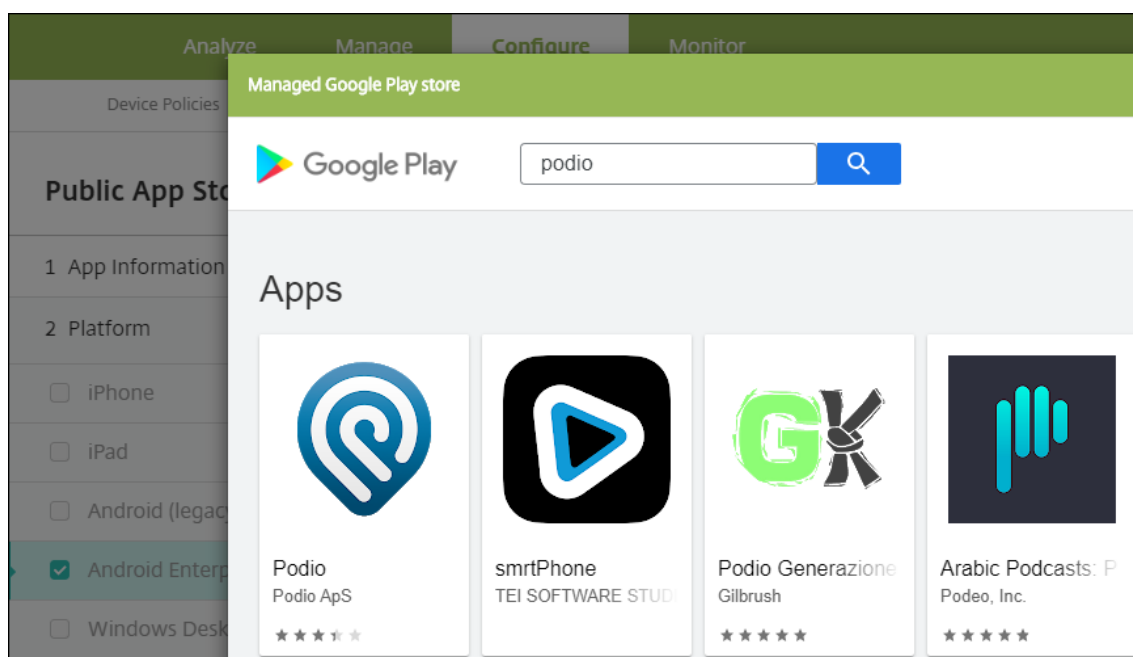 Analyze Manage Configure Monitor
Managed Google Play store
Device Policies
Google Play
podio
Public App Sto
1 App Information
Apps
2 Platform
iPhone
iPad
Android (legacy
Android Enterp
Windows Desk
GK
Podio
Podio ApS
smrtPhone
TEI SOFTWARE STUD
Podio Generazione
Gilbrush
Arabic Podcasts: P
Podeo, Inc.